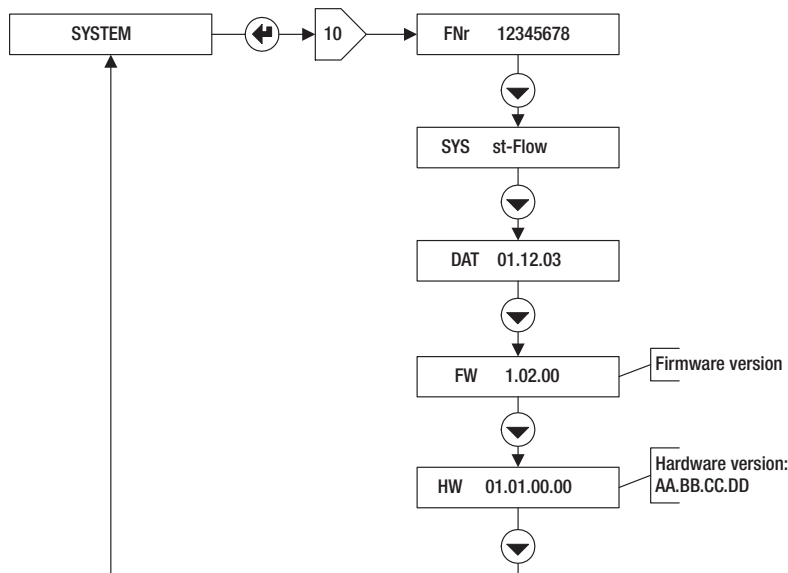 SYSTEM
10
FNr 12345678
SYS st-Flow
DAT 01.12.03
FW 1.02.00
Firmware version
HW 01.01.00.00
Hardware version:
AA.BB.CC.DD